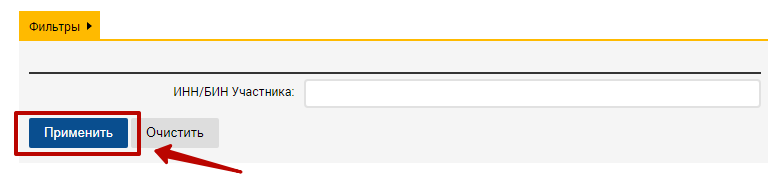 Фильтры
ИНН/БИН Участника:
Применить Очистить